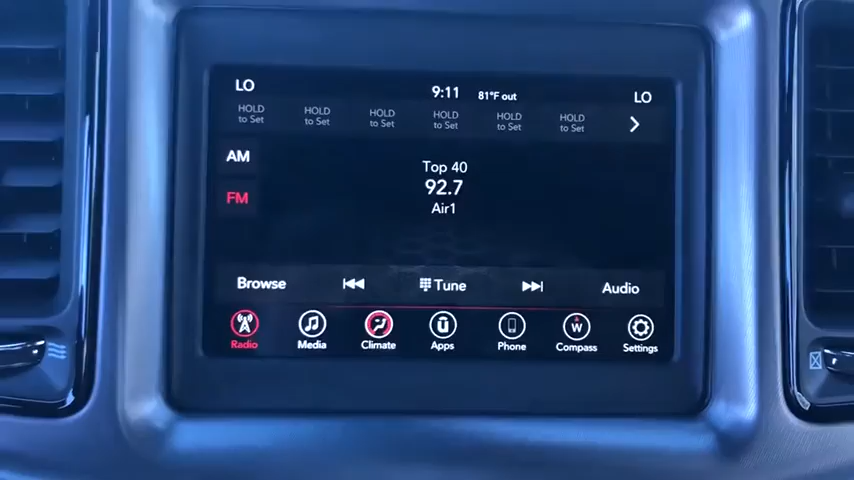 LO 9:11 81°F out LO
HOLD to Set HOLD to Set HOLD to Set HOLD to Set HOLD to Set HOLD to Set
AM
Top 40
92.7
FM
Air1
Browse Tune Audio
W
Radio Media Climate Apps Phone Compass Settings